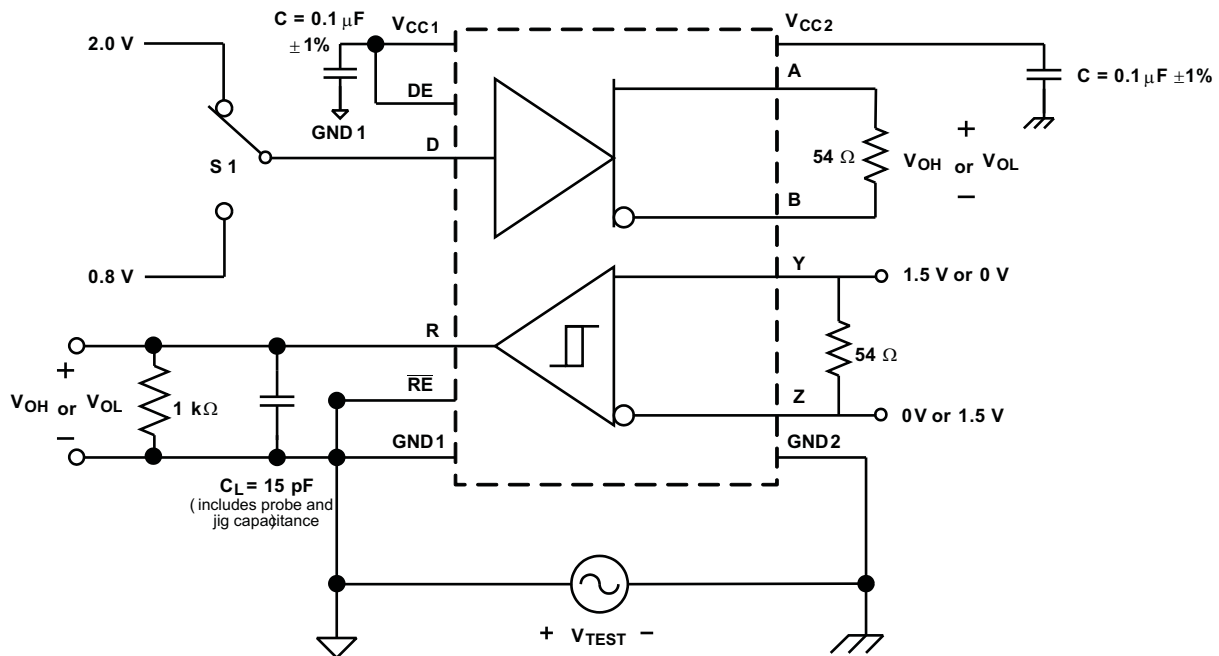 C = 0.1 μF
±1%
VCC1
VCC2
2.0 V
DE
GND1
A
C = 0.1 μF ±1%
S 1
D
54 Ω
+
VOH or VOL
−
B
0.8 V
Y
1.5 V or 0 V
R
54 Ω
+
VOH or VOL
−
1 kΩ
RE
Z
0V or 1.5 V
GND1
GND2
CL = 15 pF
(includes probe and
jig capacitance)
+ VTEST −